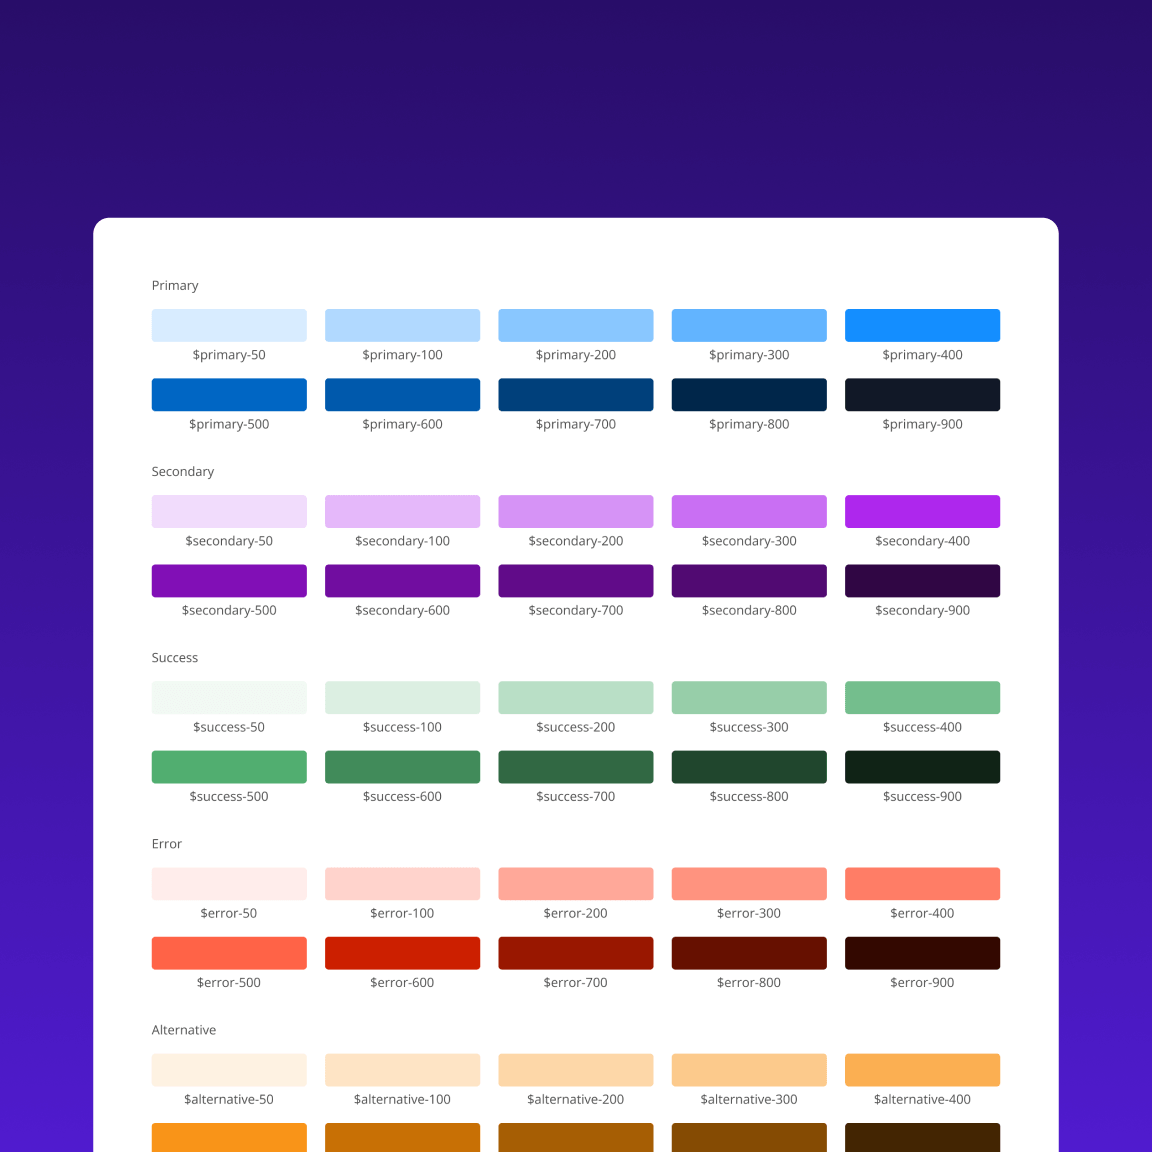 Primary
$primary-50 $primary-100 $primary-200 $primary-300 $primary-400
$primary-500 $primary-600 $primary-700 $primary-800 $primary-900
Secondary
$secondary-50 $secondary-100 $secondary-200 $secondary-300 $secondary-400
$secondary-500 $secondary-600 $secondary-700 $secondary-800 $secondary-900
Success
$success-50 $success-100 $success-200 $success-300 $success-400
$success-500 $success-600 $success-700 $success-800 $success-900
Error
$error-50 $error-100 $error-200 $error-300 $error-400
$error-500 $error-600 $error-700 $error-800 $error-900
Alternative
$alternative-50 $alternative-100 $alternative-200 $alternative-300 $alternative-400